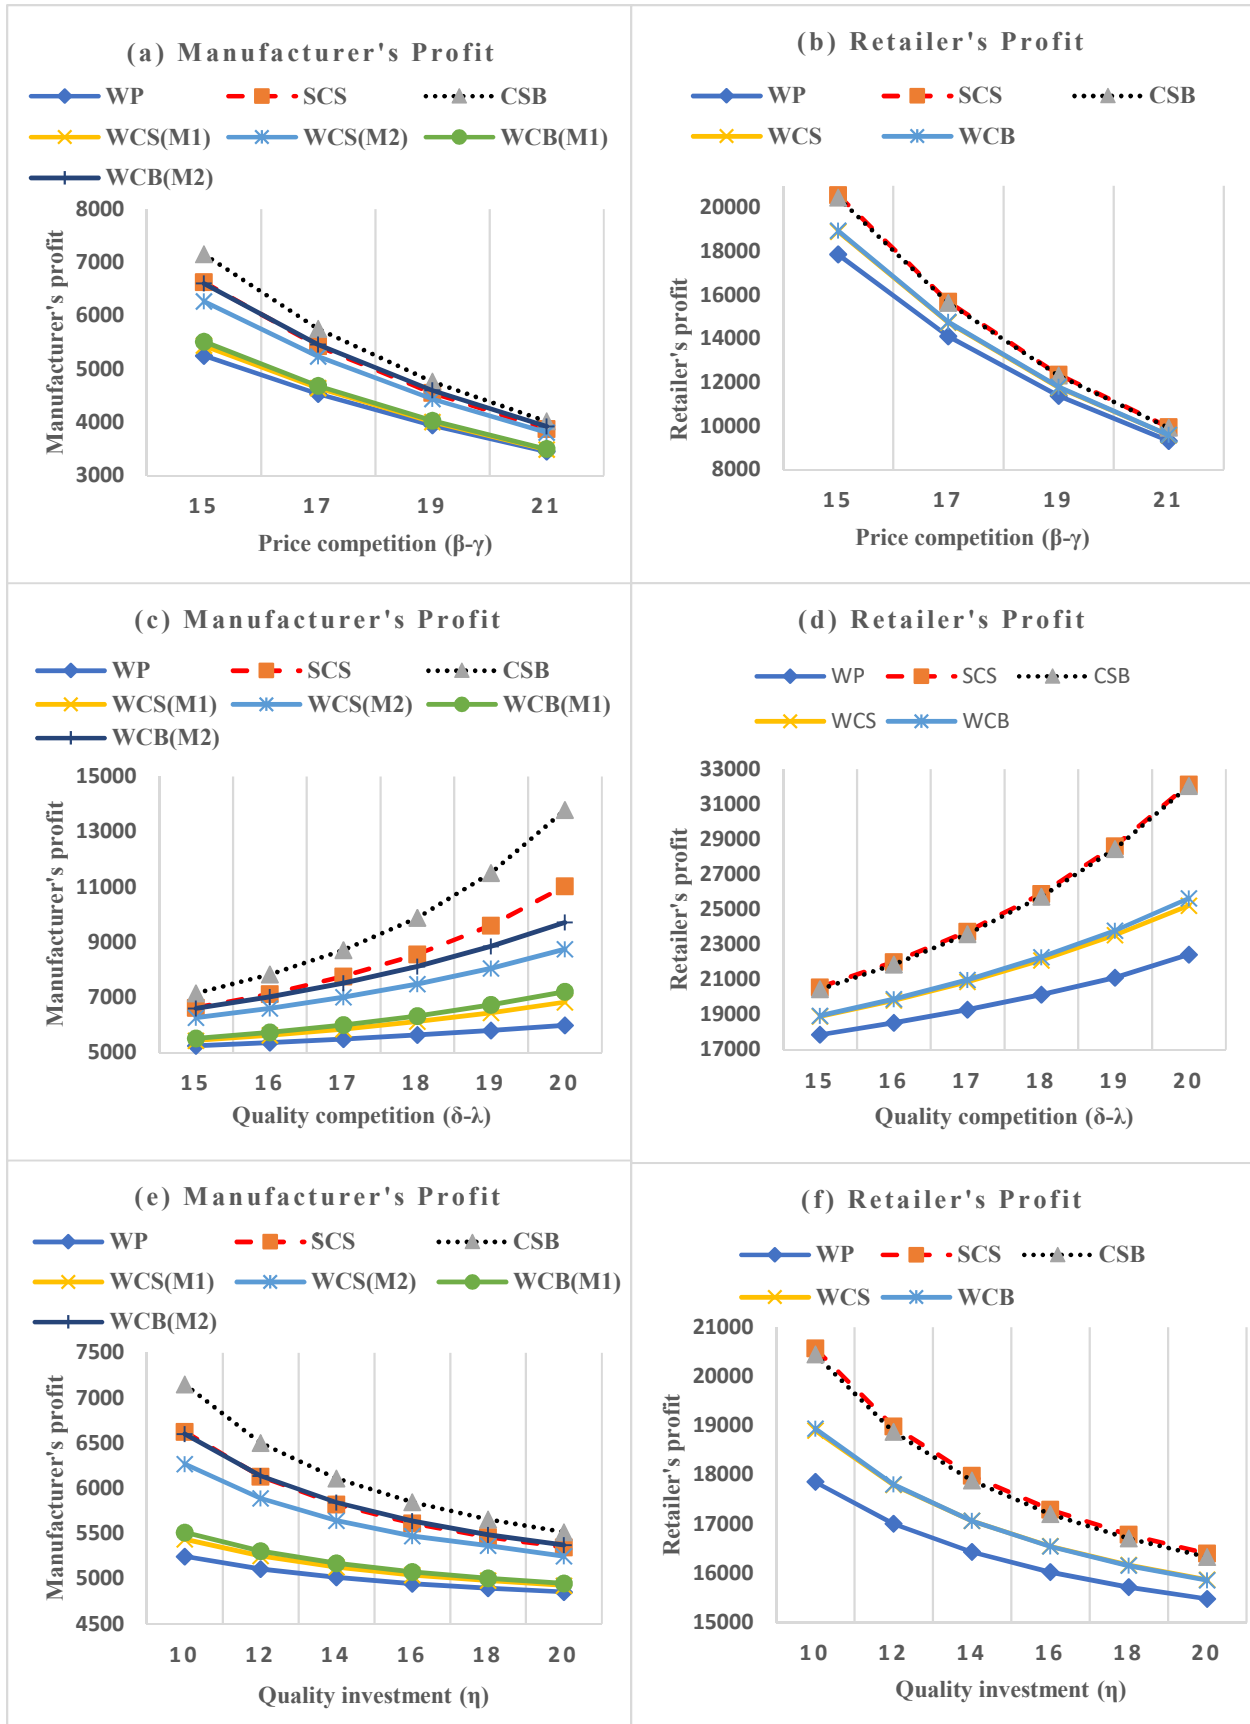 (a) Manufacturer's Profit
WP SCS CSB
WCS(M1) WCS(M2) WCB(M1)
WCB(M2)
8000
7000
6000
5000
4000
3000
Manufacturer's profit
15 17 19 21
Price competition (β-γ)
(b) Retailer's Profit
WP SCS CSB
WCS WCB
20000
18000
16000
14000
12000
10000
8000
Retailer's profit
15 17 19 21
Price competition (β-γ)
(c) Manufacturer's Profit
WP SCS CSB
WCS(M1) WCS(M2) WCB(M1)
WCB(M2)
15000
13000
11000
9000
7000
5000
Manufacturer's profit
15 16 17 18 19 20
Quality competition (δ-λ)
(d) Retailer's Profit
WP SCS CSB
WCS WCB
33000
31000
29000
27000
25000
23000
21000
19000
17000
Retailer's profit
15 16 17 18 19 20
Quality competition (δ-λ)
(e) Manufacturer's Profit
WP SCS CSB
WCS(M1) WCS(M2) WCB(M1)
WCB(M2)
7500
7000
6500
6000
5500
5000
4500
Manufacturer's profit
10 12 14 16 18 20
Quality investment (η)
(f) Retailer's Profit
WP SCS CSB
WCS WCB
21000
20000
19000
18000
17000
16000
15000
Retailer's profit
10 12 14 16 18 20
Quality investment (η)